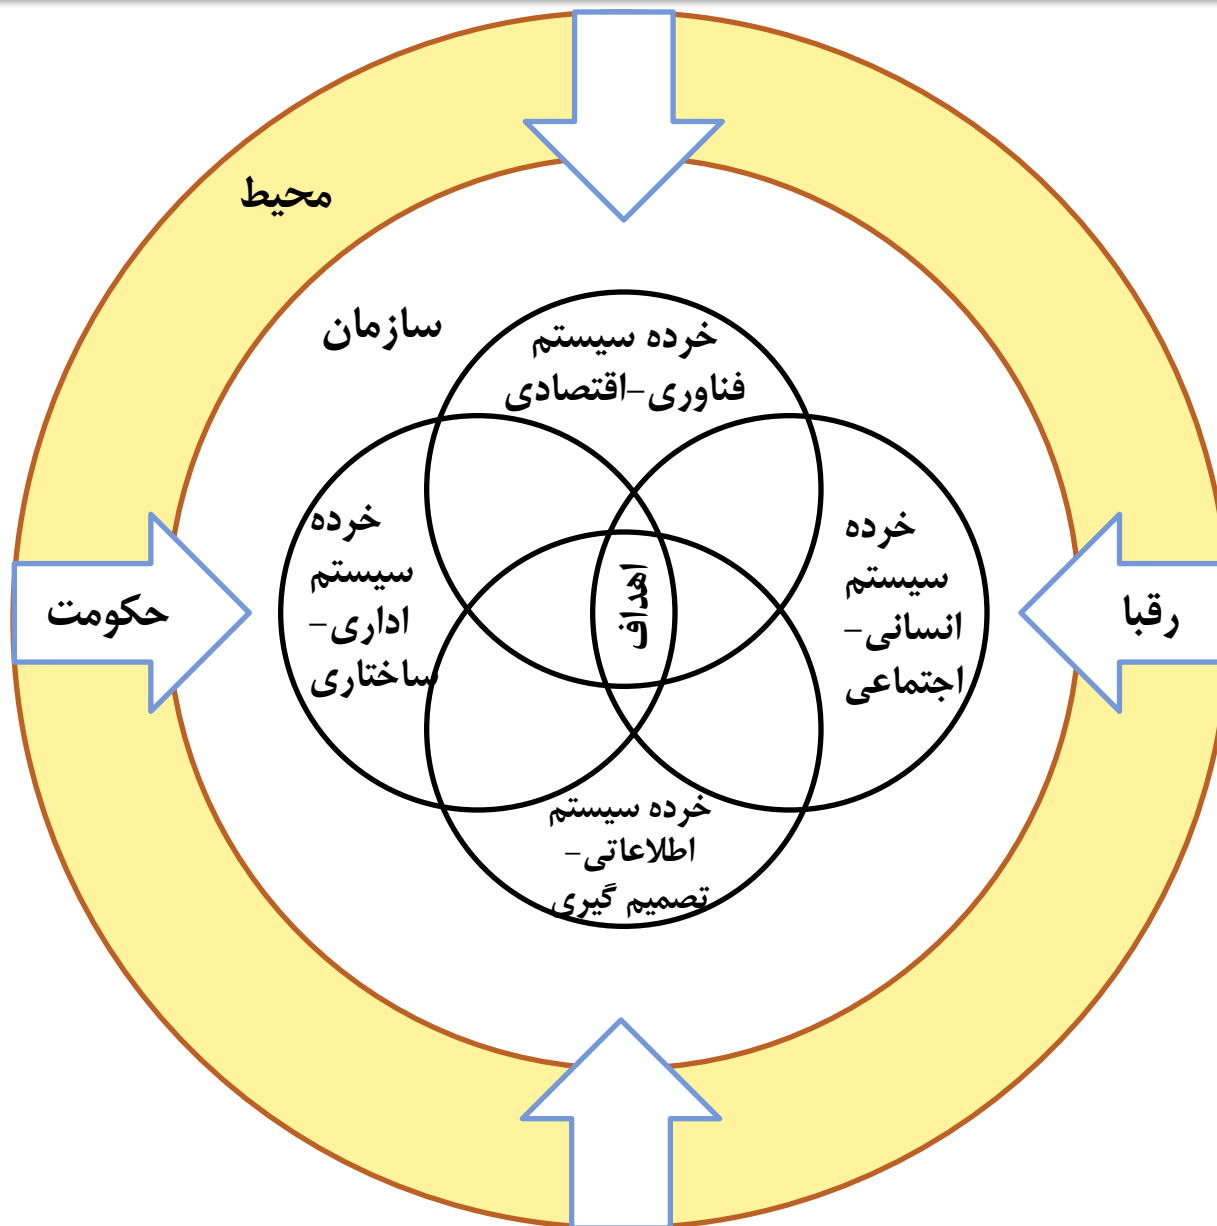 محیط
سازمان
خرده سیستم
فناوری-اقتصادی
خرده
سیستم
انسانی-
اجتماعی
خرده
سیستم
اداری-
ساختاری
اهداف
خرده سیستم
اطلاعاتی-
تصمیم گیری
رقبا
حکومت